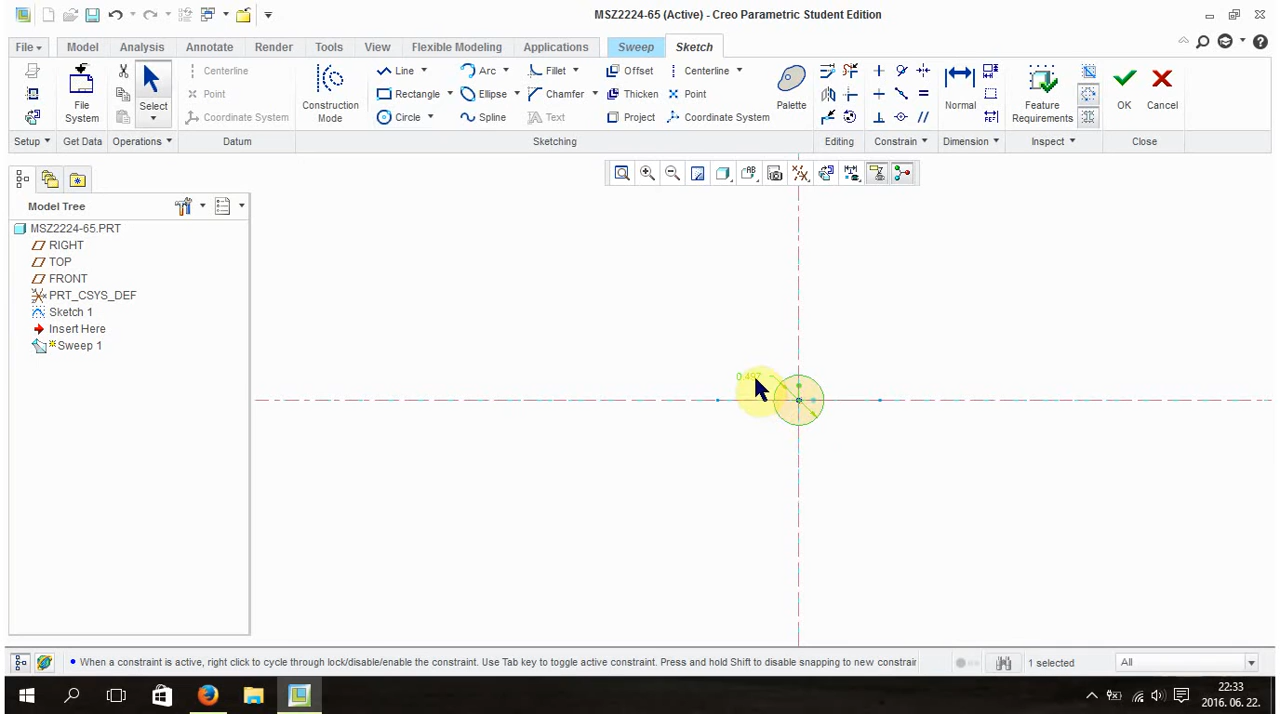 MSZ2224-65 (Active) - Creo Parametric Student Edition
File Model Analysis Annotate Render Tools View Flexible Modeling Applications Sweep Sketch
File System
Select
Centerline
Point
Coordinate System
Construction Mode
Line Arc Fillet Offset Centerline
Rectangle Ellipse Chamfer Thicken Point
Circle Spline Text Project Coordinate System
Palette
Normal
Feature Requirements
OK
Cancel
Setup Get Data Operations Datum Sketching Editing Constrain Dimension Inspect Close
Model Tree
MSZ2224-65.PRT
RIGHT
TOP
FRONT
PRT_CSYS_DEF
Sketch 1
Insert Here
Sweep 1
When a constraint is active, right click to cycle through lock/disable/enable the constraint. Use Tab key to toggle active constraint. Press and hold Shift to disable snapping to new constrair
1 selected
All
22:33
2016. 06. 22.